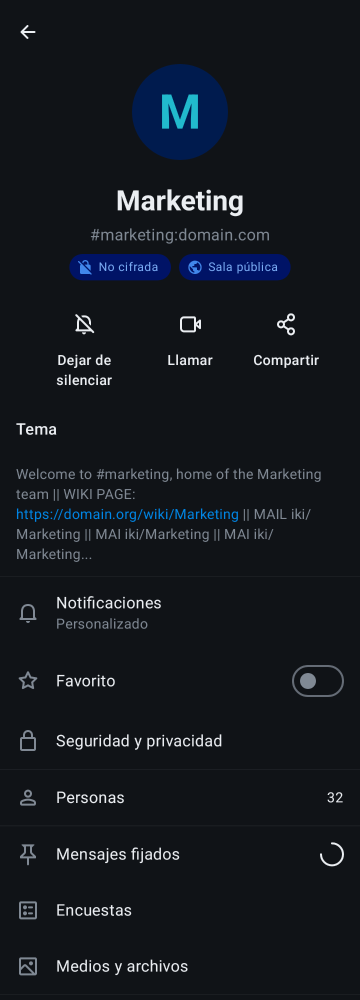 M
Marketing
#marketing:domain.com
No cifrada
Sala pública
Dejar de
silenciar
Llamar
Compartir
Tema
Welcome to #marketing, home of the Marketing
team || WIKI PAGE:
https://domain.org/wiki/Marketing || MAIL iki/
Marketing || MAI iki/Marketing || MAI iki/
Marketing...
Notificaciones
Personalizado
Favorito
Seguridad y privacidad
Personas
32
Mensajes fijados
Encuestas
Medios y archivos